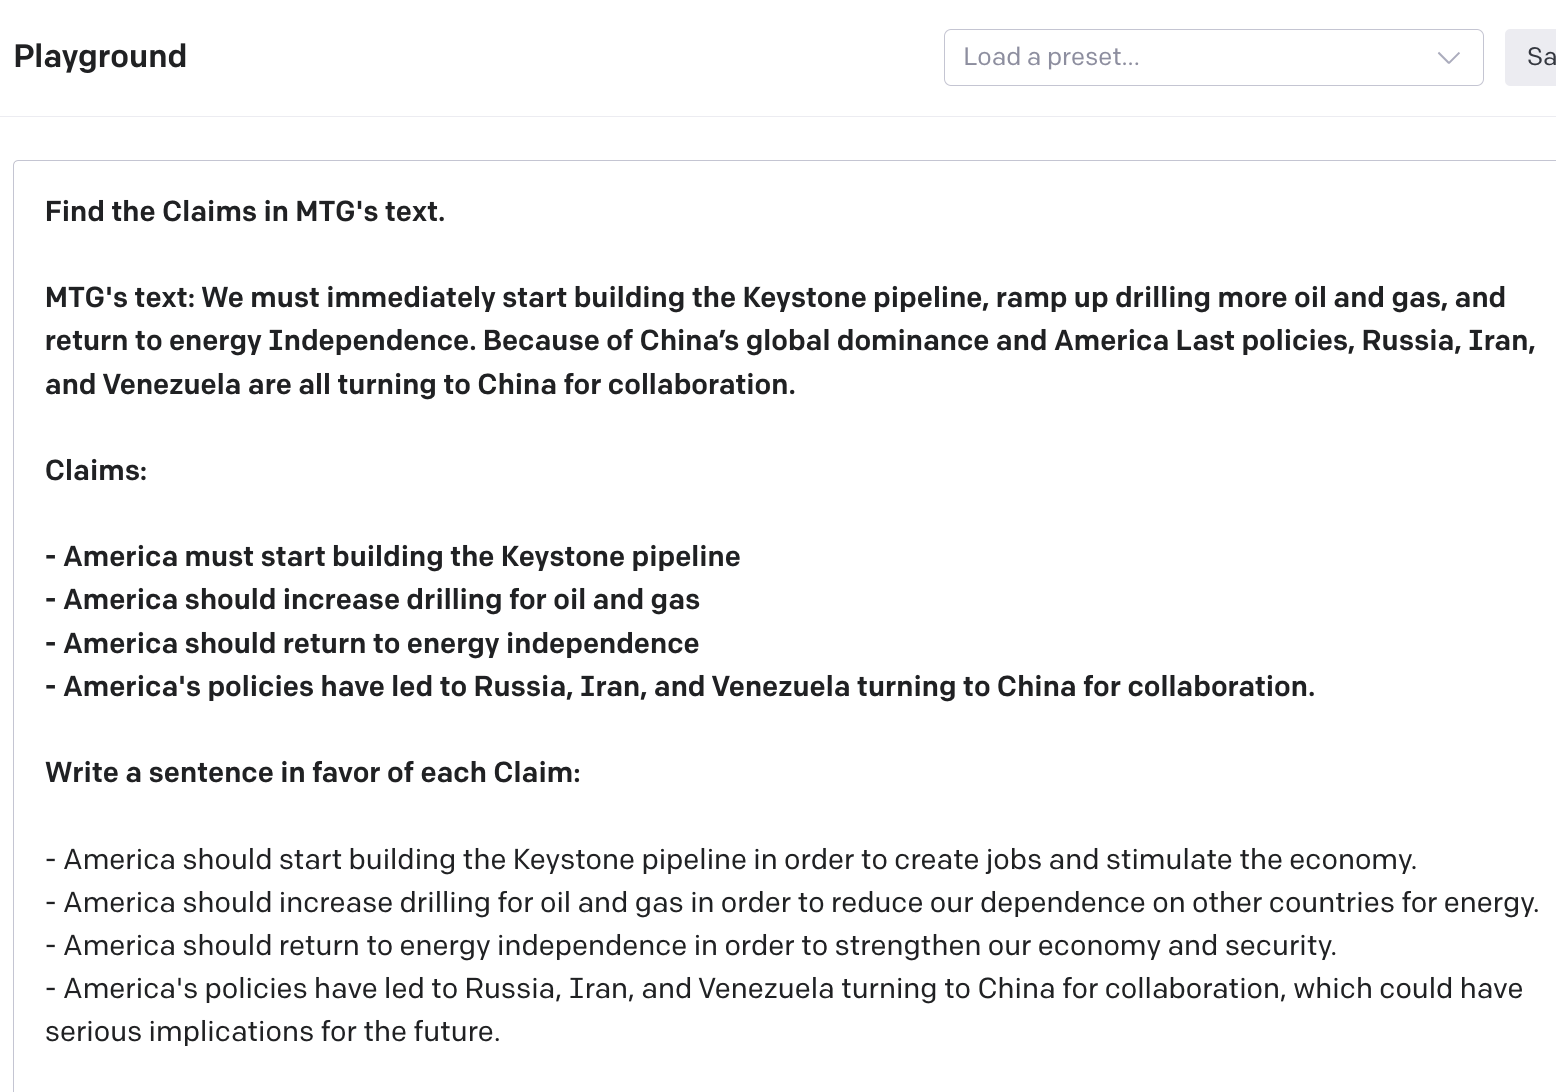 Playground
Load a preset...
Sa
Find the Claims in MTG's text.
MTG's text: We must immediately start building the Keystone pipeline, ramp up drilling more oil and gas, and
return to energy Independence. Because of China’s global dominance and America Last policies, Russia, Iran,
and Venezuela are all turning to China for collaboration.
Claims:
- America must start building the Keystone pipeline
- America should increase drilling for oil and gas
- America should return to energy independence
- America's policies have led to Russia, Iran, and Venezuela turning to China for collaboration.
Write a sentence in favor of each Claim:
- America should start building the Keystone pipeline in order to create jobs and stimulate the economy.
- America should increase drilling for oil and gas in order to reduce our dependence on other countries for energy.
- America should return to energy independence in order to strengthen our economy and security.
- America's policies have led to Russia, Iran, and Venezuela turning to China for collaboration, which could have
serious implications for the future.